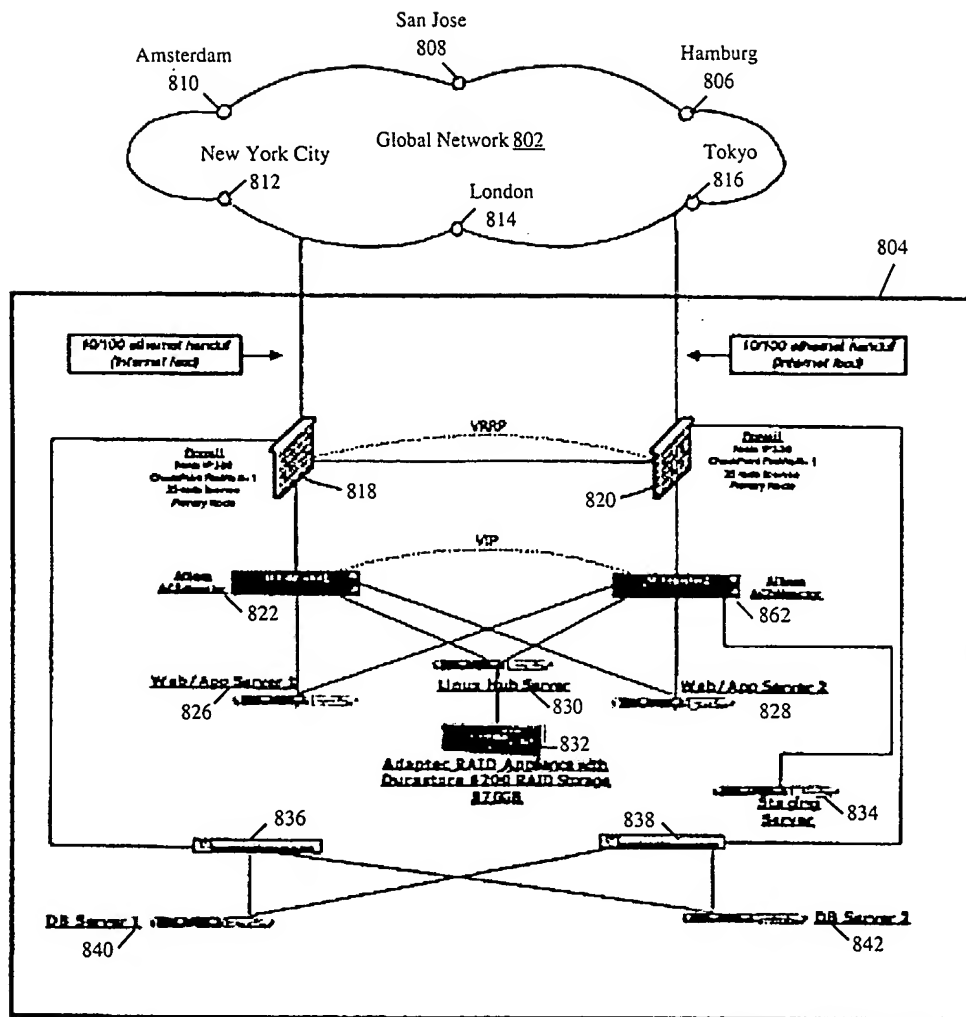 San Jose
808
Amsterdam
810
Hamburg
806
Global Network 802
New York City
812
Tokyo
816
London
814
804
10/100 ethernet handoff
(Internet feed)
10/100 ethernet handoff
(Internet feed)
VRRP
Firewall
818
820
Firewall
VIP
822
862
Web/App Server 1
826
Linux Hub Server
830
Web/App Server 2
828
832
Adaptec RAID Appliance with
Durastore 6200 RAID Storage
870GB
Staging
Server
834
836
838
DB Server 1
840
DB Server 2
842